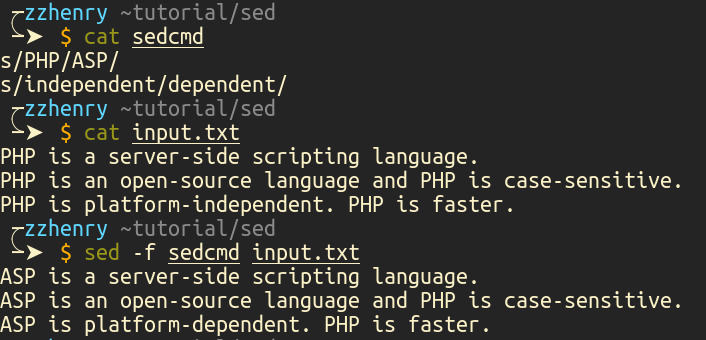 zzhenry ~tutorial/sed
$ cat sedcmd
s/PHP/ASP/
s/independent/dependent/
zzhenry ~tutorial/sed
$ cat input.txt
PHP is a server-side scripting language.
PHP is an open-source language and PHP is case-sensitive.
PHP is platform-independent. PHP is faster.
zzhenry ~tutorial/sed
$ sed -f sedcmd input.txt
ASP is a server-side scripting language.
ASP is an open-source language and PHP is case-sensitive.
ASP is platform-dependent. PHP is faster.